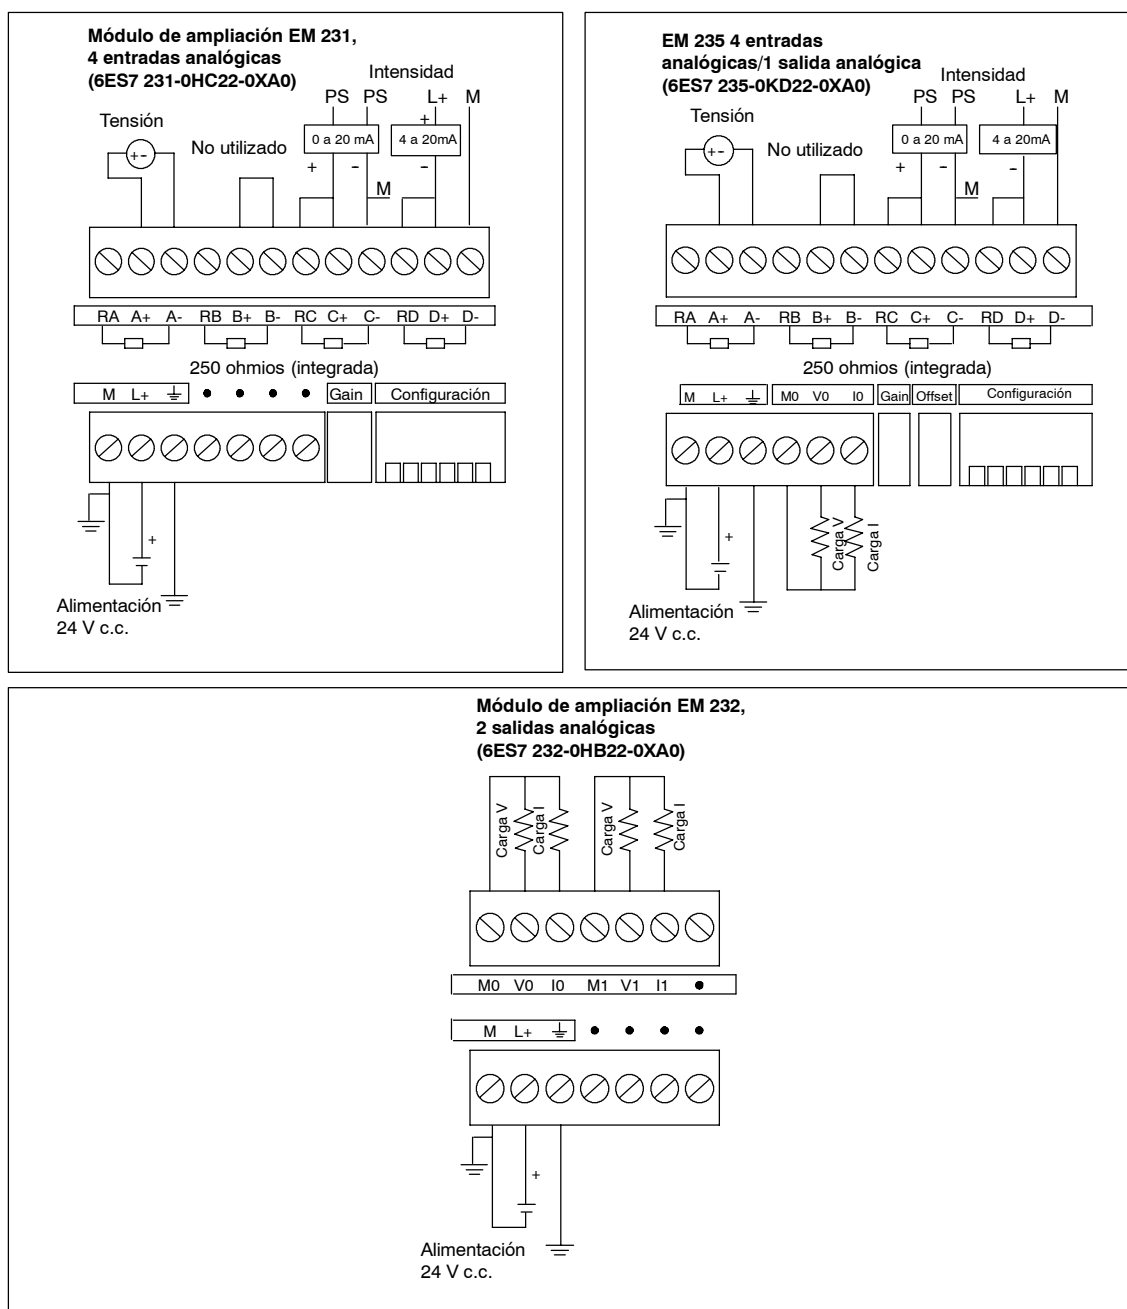 Módulo de ampliación EM 231,
4 entradas analógicas
(6ES7 231-0HC22-0XA0)
Intensidad
PS PS L+ M
Tensión
+
0 a 20 mA 4 a 20mA
+-
No utilizado
+ - -
M
RA A+ A- RB B+ B- RC C+ C- RD D+ D-
250 ohmios (integrada)
M L+ ● ● ● ● Gain Configuración
+
Alimentación
24 V c.c.
EM 235 4 entradas
analógicas/1 salida analógica
(6ES7 235-0KD22-0XA0)
Intensidad
PS PS L+ M
Tensión
0 a 20 mA 4 a 20mA
+-
No utilizado
+ - -
M
RA A+ A- RB B+ B- RC C+ C- RD D+ D-
250 ohmios (integrada)
M L+ M0 V0 I0 Gain Offset Configuración
+
Carga V
Carga I
Alimentación
24 V c.c.
Módulo de ampliación EM 232,
2 salidas analógicas
(6ES7 232-0HB22-0XA0)
Carga V
Carga I
Carga V
Carga I
M0 V0 I0 M1 V1 I1 ●
M L+ ● ● ● ●
+
Alimentación
24 V c.c.